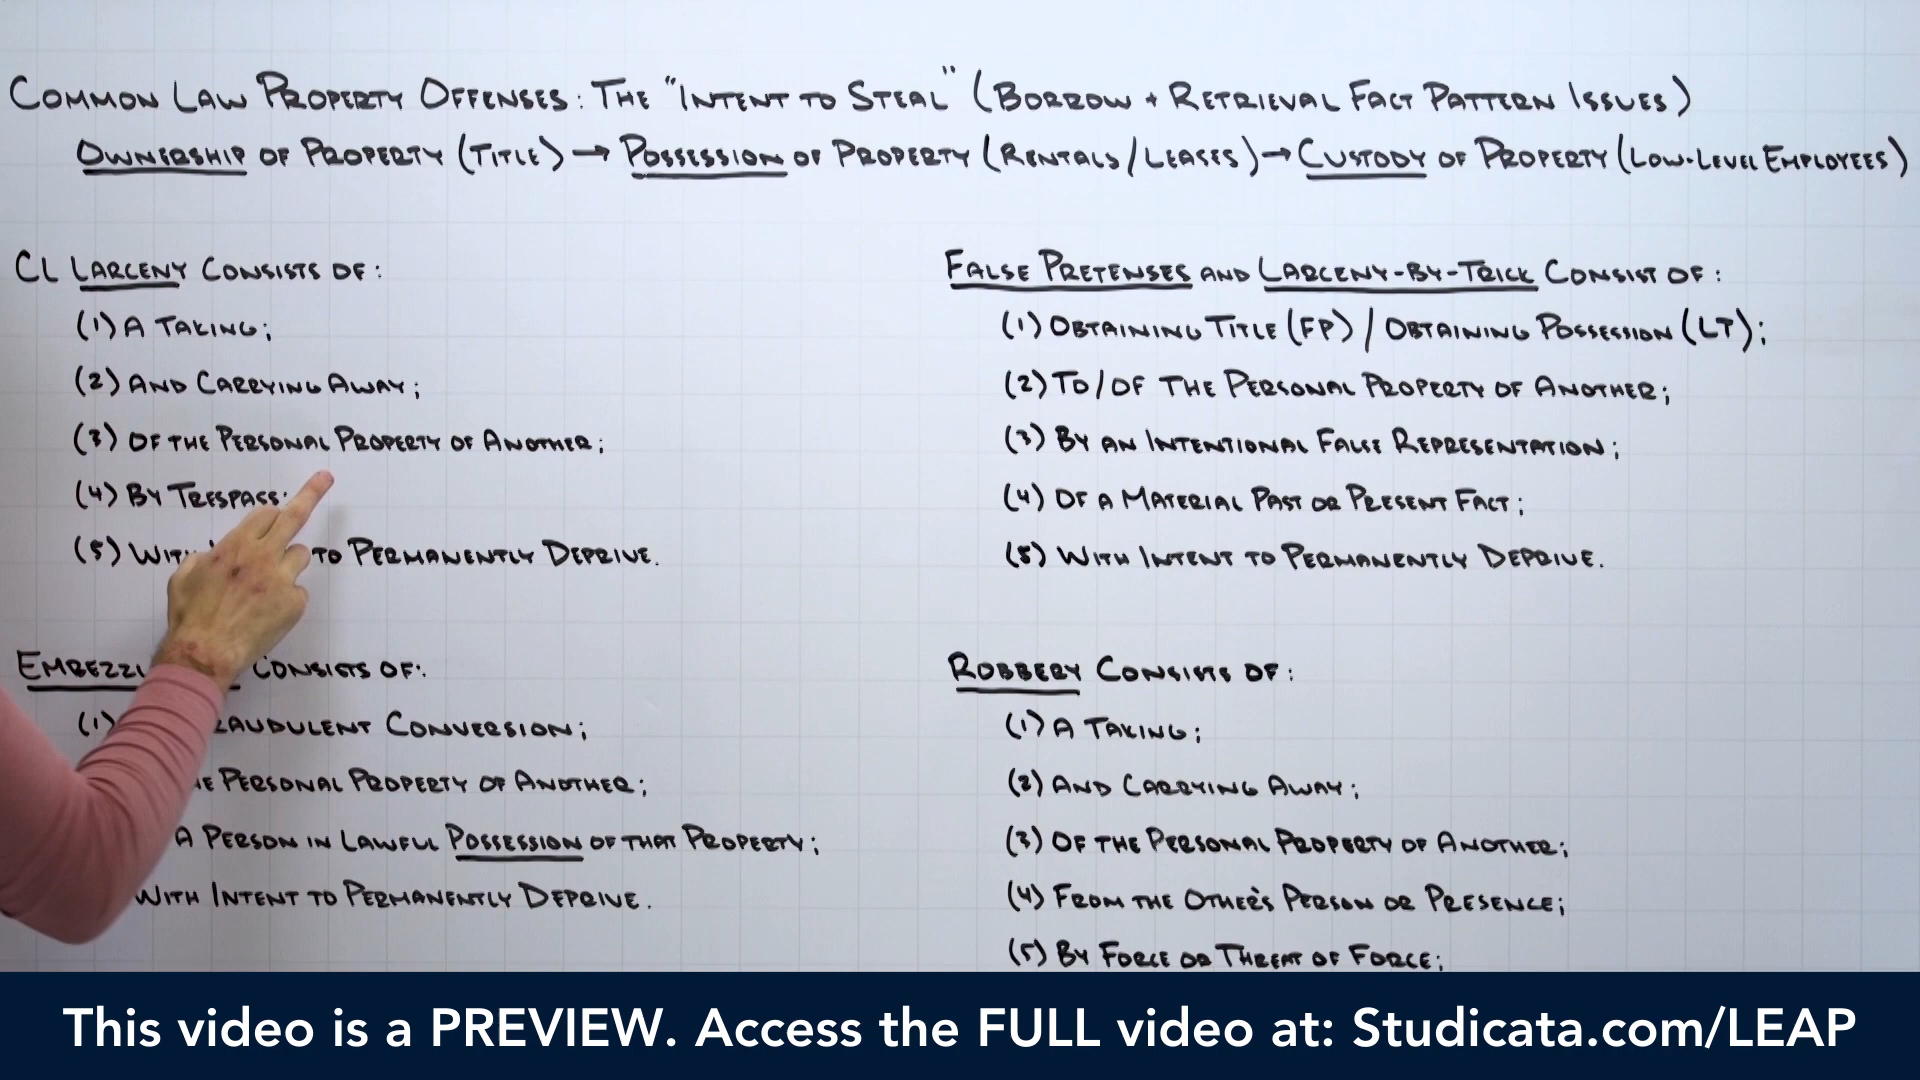 Common Law Property Offenses: The "Intent to Steal" (Borrow + Retrieval Fact Pattern Issues)
Ownership of Property (Title) → Possession of Property (Rentals/Leases) → Custody of Property (Low-Level Employees)
CL Larceny Consists of:
(1) A Taking;
(2) And Carrying Away;
(3) Of the Personal Property of Another;
(4) By Trespass;
(5) With to Permanently Deprive.
Consists of:
(1) Conversion;
Personal Property of Another;
A Person in Lawful Possession of that Property;
With Intent to Permanently Deprive.
False Pretenses and Larceny-by-Trick Consist of:
(1) Obtaining Title (FP) / Obtaining Possession (LT);
(2) To/Of the Personal Property of Another;
(3) By an Intentional False Representation;
(4) Of a Material Past or Present Fact;
(5) With Intent to Permanently Deprive.
Robbery Consists of:
(1) A Taking;
(2) And Carrying Away;
(3) Of the Personal Property of Another;
(4) From the Other's Person or Presence;
(5) By Force or Threat of Force;
This video is a PREVIEW. Access the FULL video at: Studicata.com/LEAP